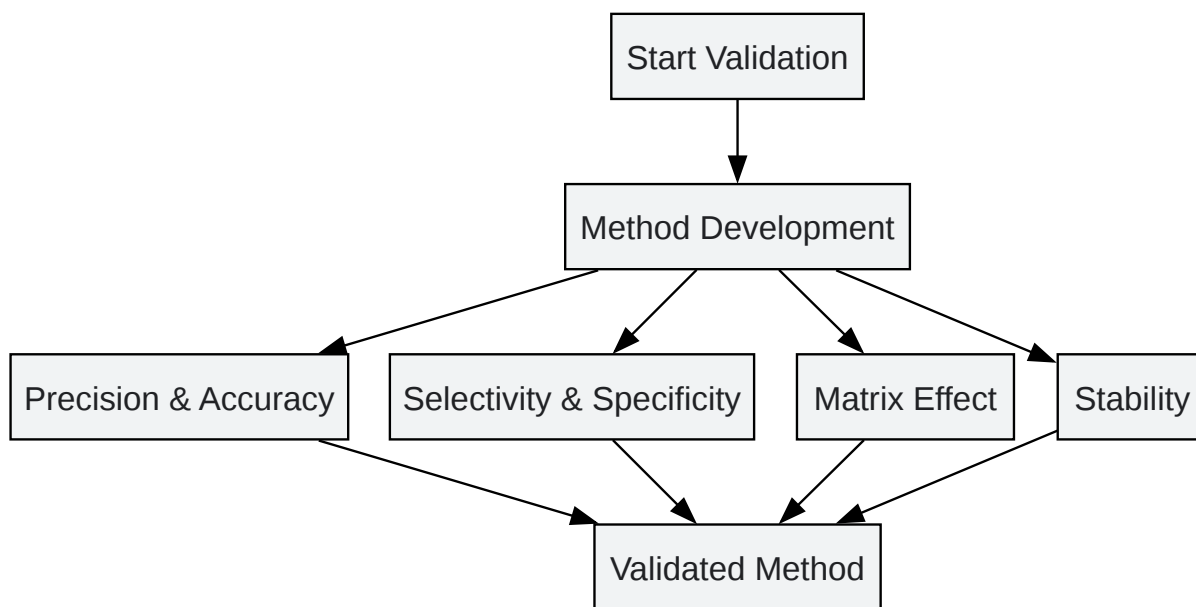 Start Validation
Method Development
Precision & Accuracy
Selectivity & Specificity
Matrix Effect
Stability
Validated Method